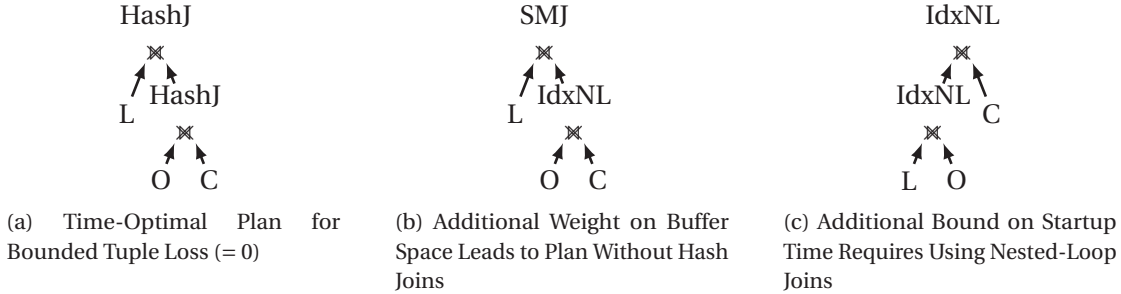 HashJ
⋈
L
HashJ
⋈
O C
(a) Time-Optimal Plan for
Bounded Tuple Loss (= 0)
SMJ
⋈
L
IdxNL
⋈
O C
(b) Additional Weight on Buffer
Space Leads to Plan Without Hash
Joins
IdxNL
⋈
IdxNL
C
⋈
L O
(c) Additional Bound on Startup
Time Requires Using Nested-Loop
Joins